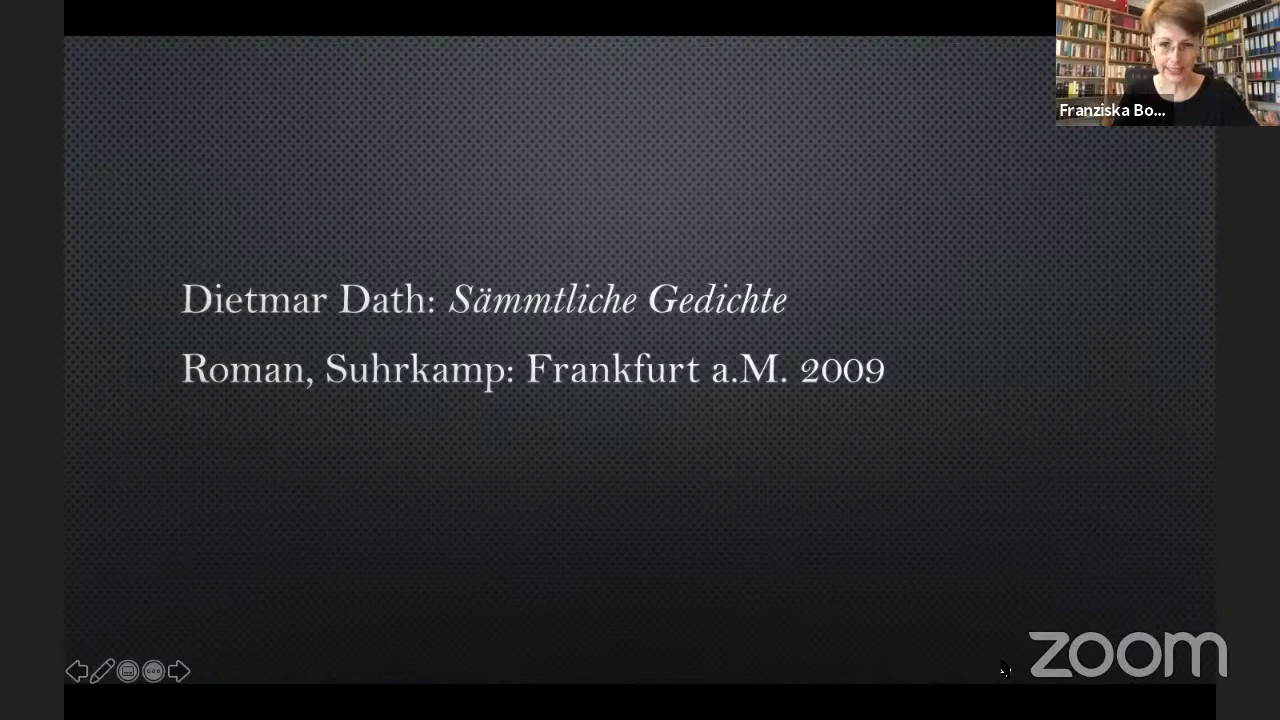 Franziska Bo...
Dietmar Dath: Sämmtliche Gedichte
Roman, Suhrkamp: Frankfurt a.M. 2009
zoom